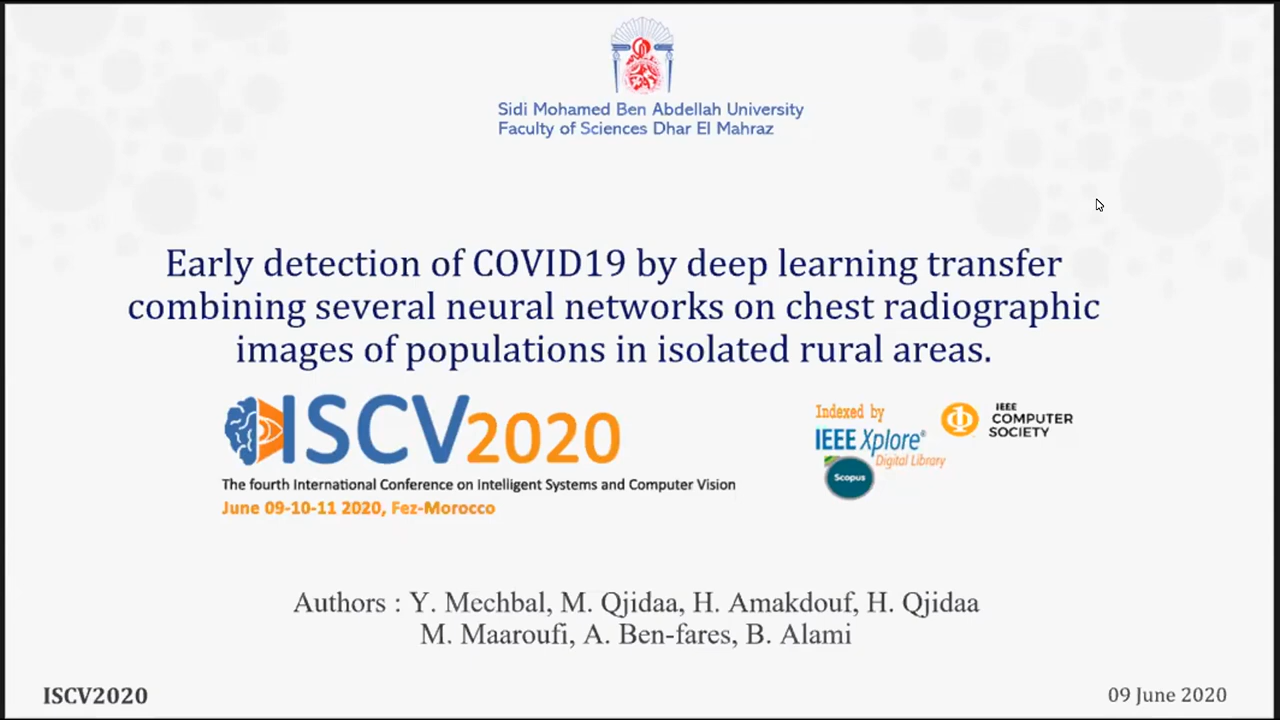 Sidi Mohamed Ben Abdellah University
Faculty of Sciences Dhar El Mahraz
Early detection of COVID19 by deep learning transfer
combining several neural networks on chest radiographic
images of populations in isolated rural areas.
ISCV2020
The fourth International Conference on Intelligent Systems and Computer Vision
June 09-10-11 2020, Fez-Morocco
Indexed by
IEEE Xplore®
Digital Library
Scopus
IEEE
COMPUTER
SOCIETY
Authors : Y. Mechbal, M. Qjidaa, H. Amakdouf, H. Qjidaa
M. Maaroufi, A. Ben-fares, B. Alami
ISCV2020
09 June 2020